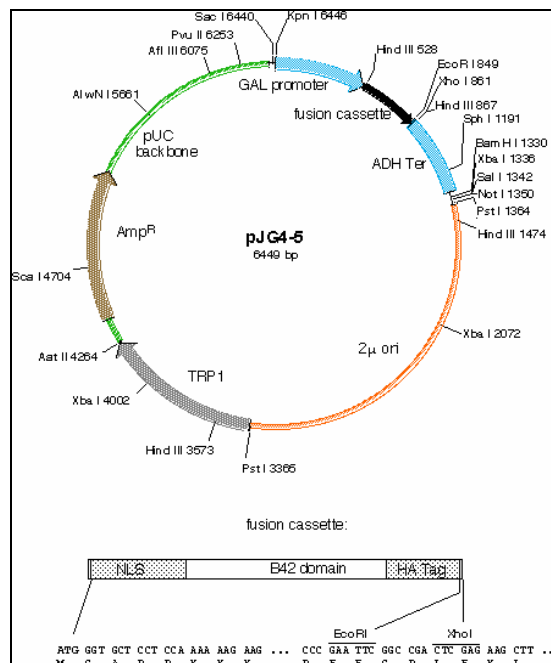 Sac I 6440
Kpn I 6446
Pvu II 6253
Afl III 6075
Hind III 528
EcoR I 849
Xho I 861
GAL promoter
Hind III 867
AlwN I 5661
fusion cassette
Sph I 1191
pUC backbone
BamH I 1330
Xba I 1336
ADH Ter
Sal I 1342
Not I 1350
Pst I 1364
AmpR
pJG4-5
6449 bp
Hind III 1474
Sca I 4704
Xba I 2072
2µ ori
Aat II 4264
TRP1
Xba I 4002
Hind III 3573
Pst I 3365
fusion cassette:
NLS B42 domain HA Tag
EcoRI XhoI
ATG GGT GCT CCT CCA AAA AAG AAG ... CCC GAA TTC GGC CGA CTC GAG AAG CTT ...